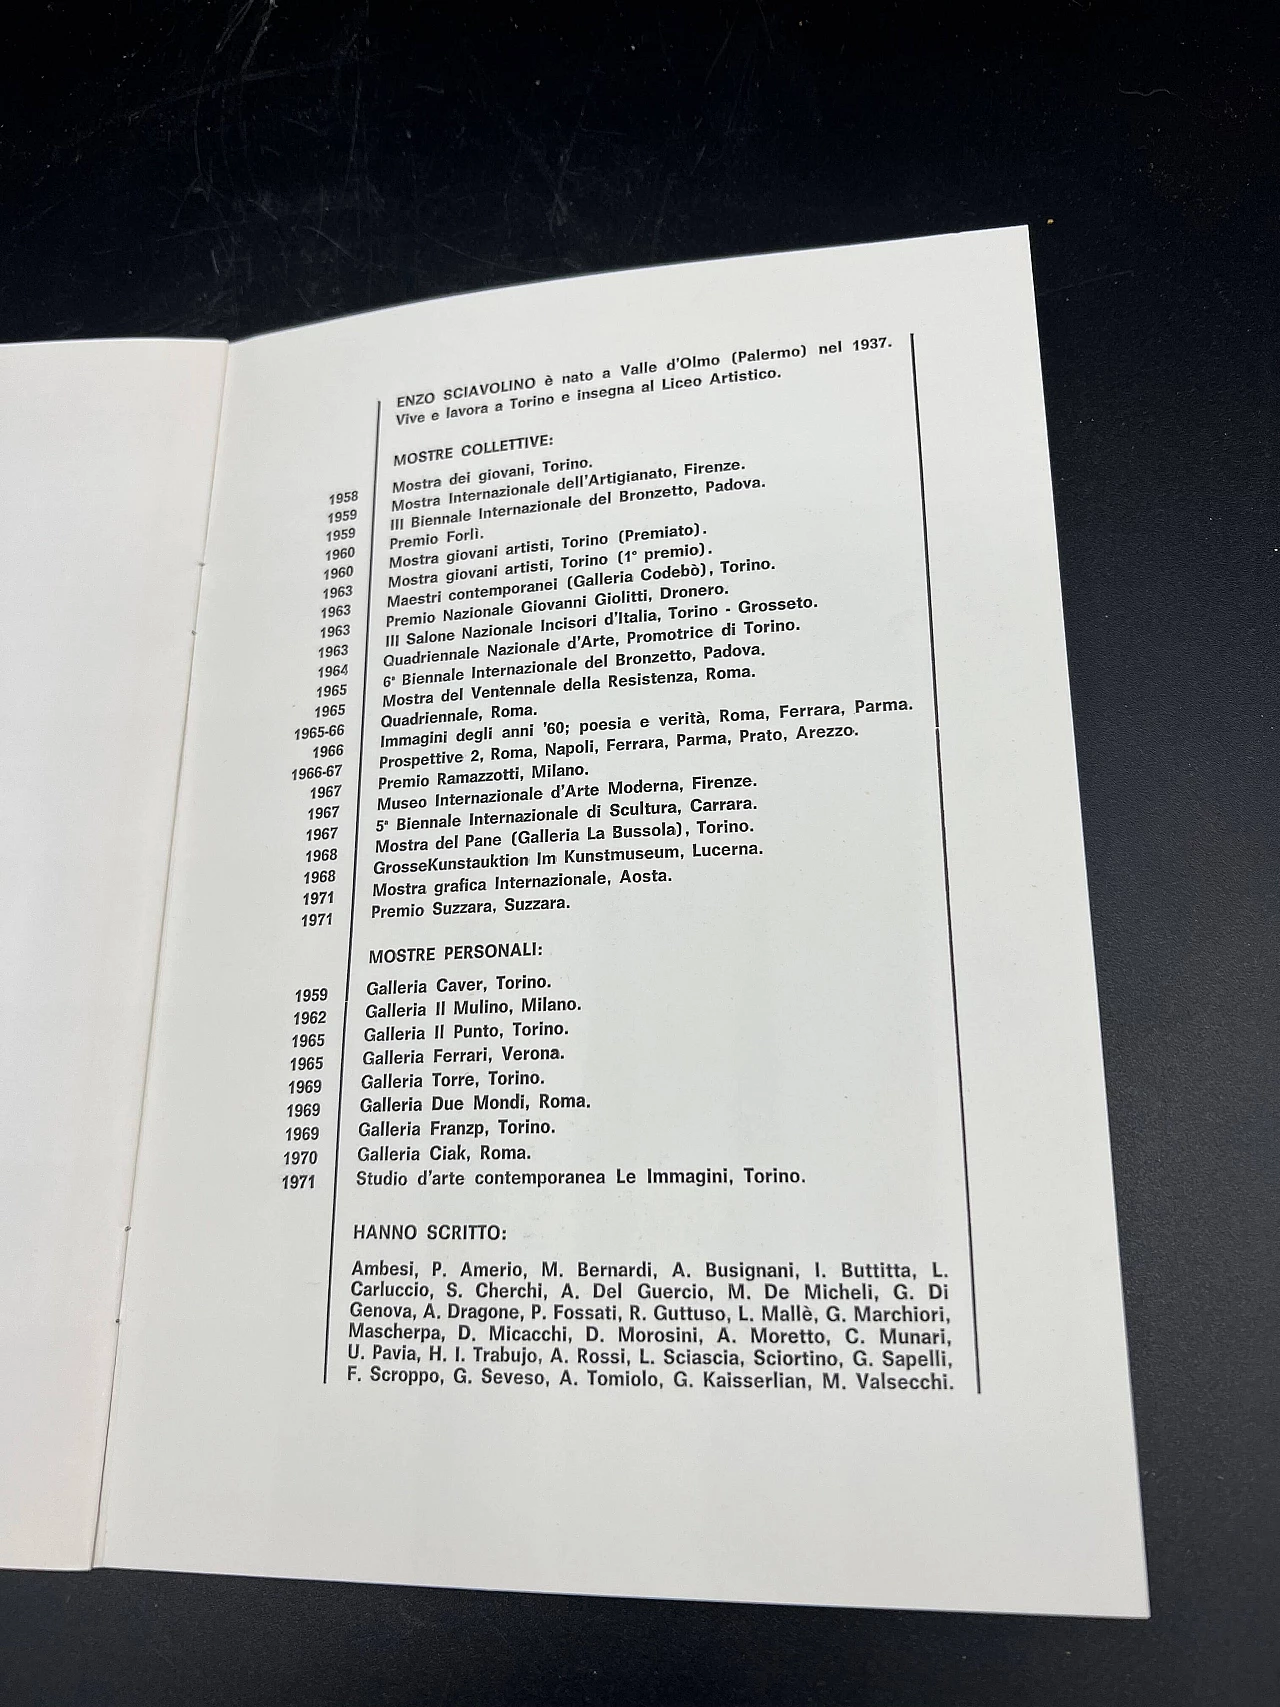 ENZO SCIAVOLINO è nato a Valle d'Olmo (Palermo) nel 1937.
Vive e lavora a Torino e insegna al Liceo Artistico.
MOSTRE COLLETTIVE:
1958 Mostra dei giovani, Torino.
1959 Mostra Internazionale dell'Artigianato, Firenze.
1959 III Biennale Internazionale del Bronzetto, Padova.
1960 Premio Forlì.
1960 Mostra giovani artisti, Torino (Premiato).
1963 Mostra giovani artisti, Torino (1° premio).
1963 Maestri contemporanei (Galleria Codebò), Torino.
1963 Premio Nazionale Giovanni Giolitti, Dronero.
1963 III Salone Nazionale Incisori d'Italia, Torino - Grosseto.
1964 Quadriennale Nazionale d'Arte, Promotrice di Torino.
1965 6ª Biennale Internazionale del Bronzetto, Padova.
1965 Mostra del Ventennale della Resistenza, Roma.
1965-66 Quadriennale, Roma.
1966 Immagini degli anni '60; poesia e verità, Roma, Ferrara, Parma.
1966-67 Prospettive 2, Roma, Napoli, Ferrara, Parma, Prato, Arezzo.
1967 Premio Ramazzotti, Milano.
1967 Museo Internazionale d'Arte Moderna, Firenze.
1967 5ª Biennale Internazionale di Scultura, Carrara.
1968 Mostra del Pane (Galleria La Bussola), Torino.
1968 GrosseKunstauktion Im Kunstmuseum, Lucerna.
1971 Mostra grafica Internazionale, Aosta.
1971 Premio Suzzara, Suzzara.
MOSTRE PERSONALI:
1959 Galleria Caver, Torino.
1962 Galleria Il Mulino, Milano.
1965 Galleria Il Punto, Torino.
1965 Galleria Ferrari, Verona.
1969 Galleria Torre, Torino.
1969 Galleria Due Mondi, Roma.
1969 Galleria Franzp, Torino.
1970 Galleria Ciak, Roma.
1971 Studio d'arte contemporanea Le Immagini, Torino.
HANNO SCRITTO:
Ambesi, P. Amerio, M. Bernardi, A. Busignani, I. Buttitta, L.
Carluccio, S. Cherchi, A. Del Guercio, M. De Micheli, G. Di
Genova, A. Dragone, P. Fossati, R. Guttuso, L. Mallè, G. Marchiori,
Mascherpa, D. Micacchi, D. Morosini, A. Moretto, C. Munari,
U. Pavia, H. I. Trabujo, A. Rossi, L. Sciascia, Sciortino, G. Sapelli,
F. Scroppo, G. Seveso, A. Tomiolo, G. Kaisserlian, M. Valsecchi.